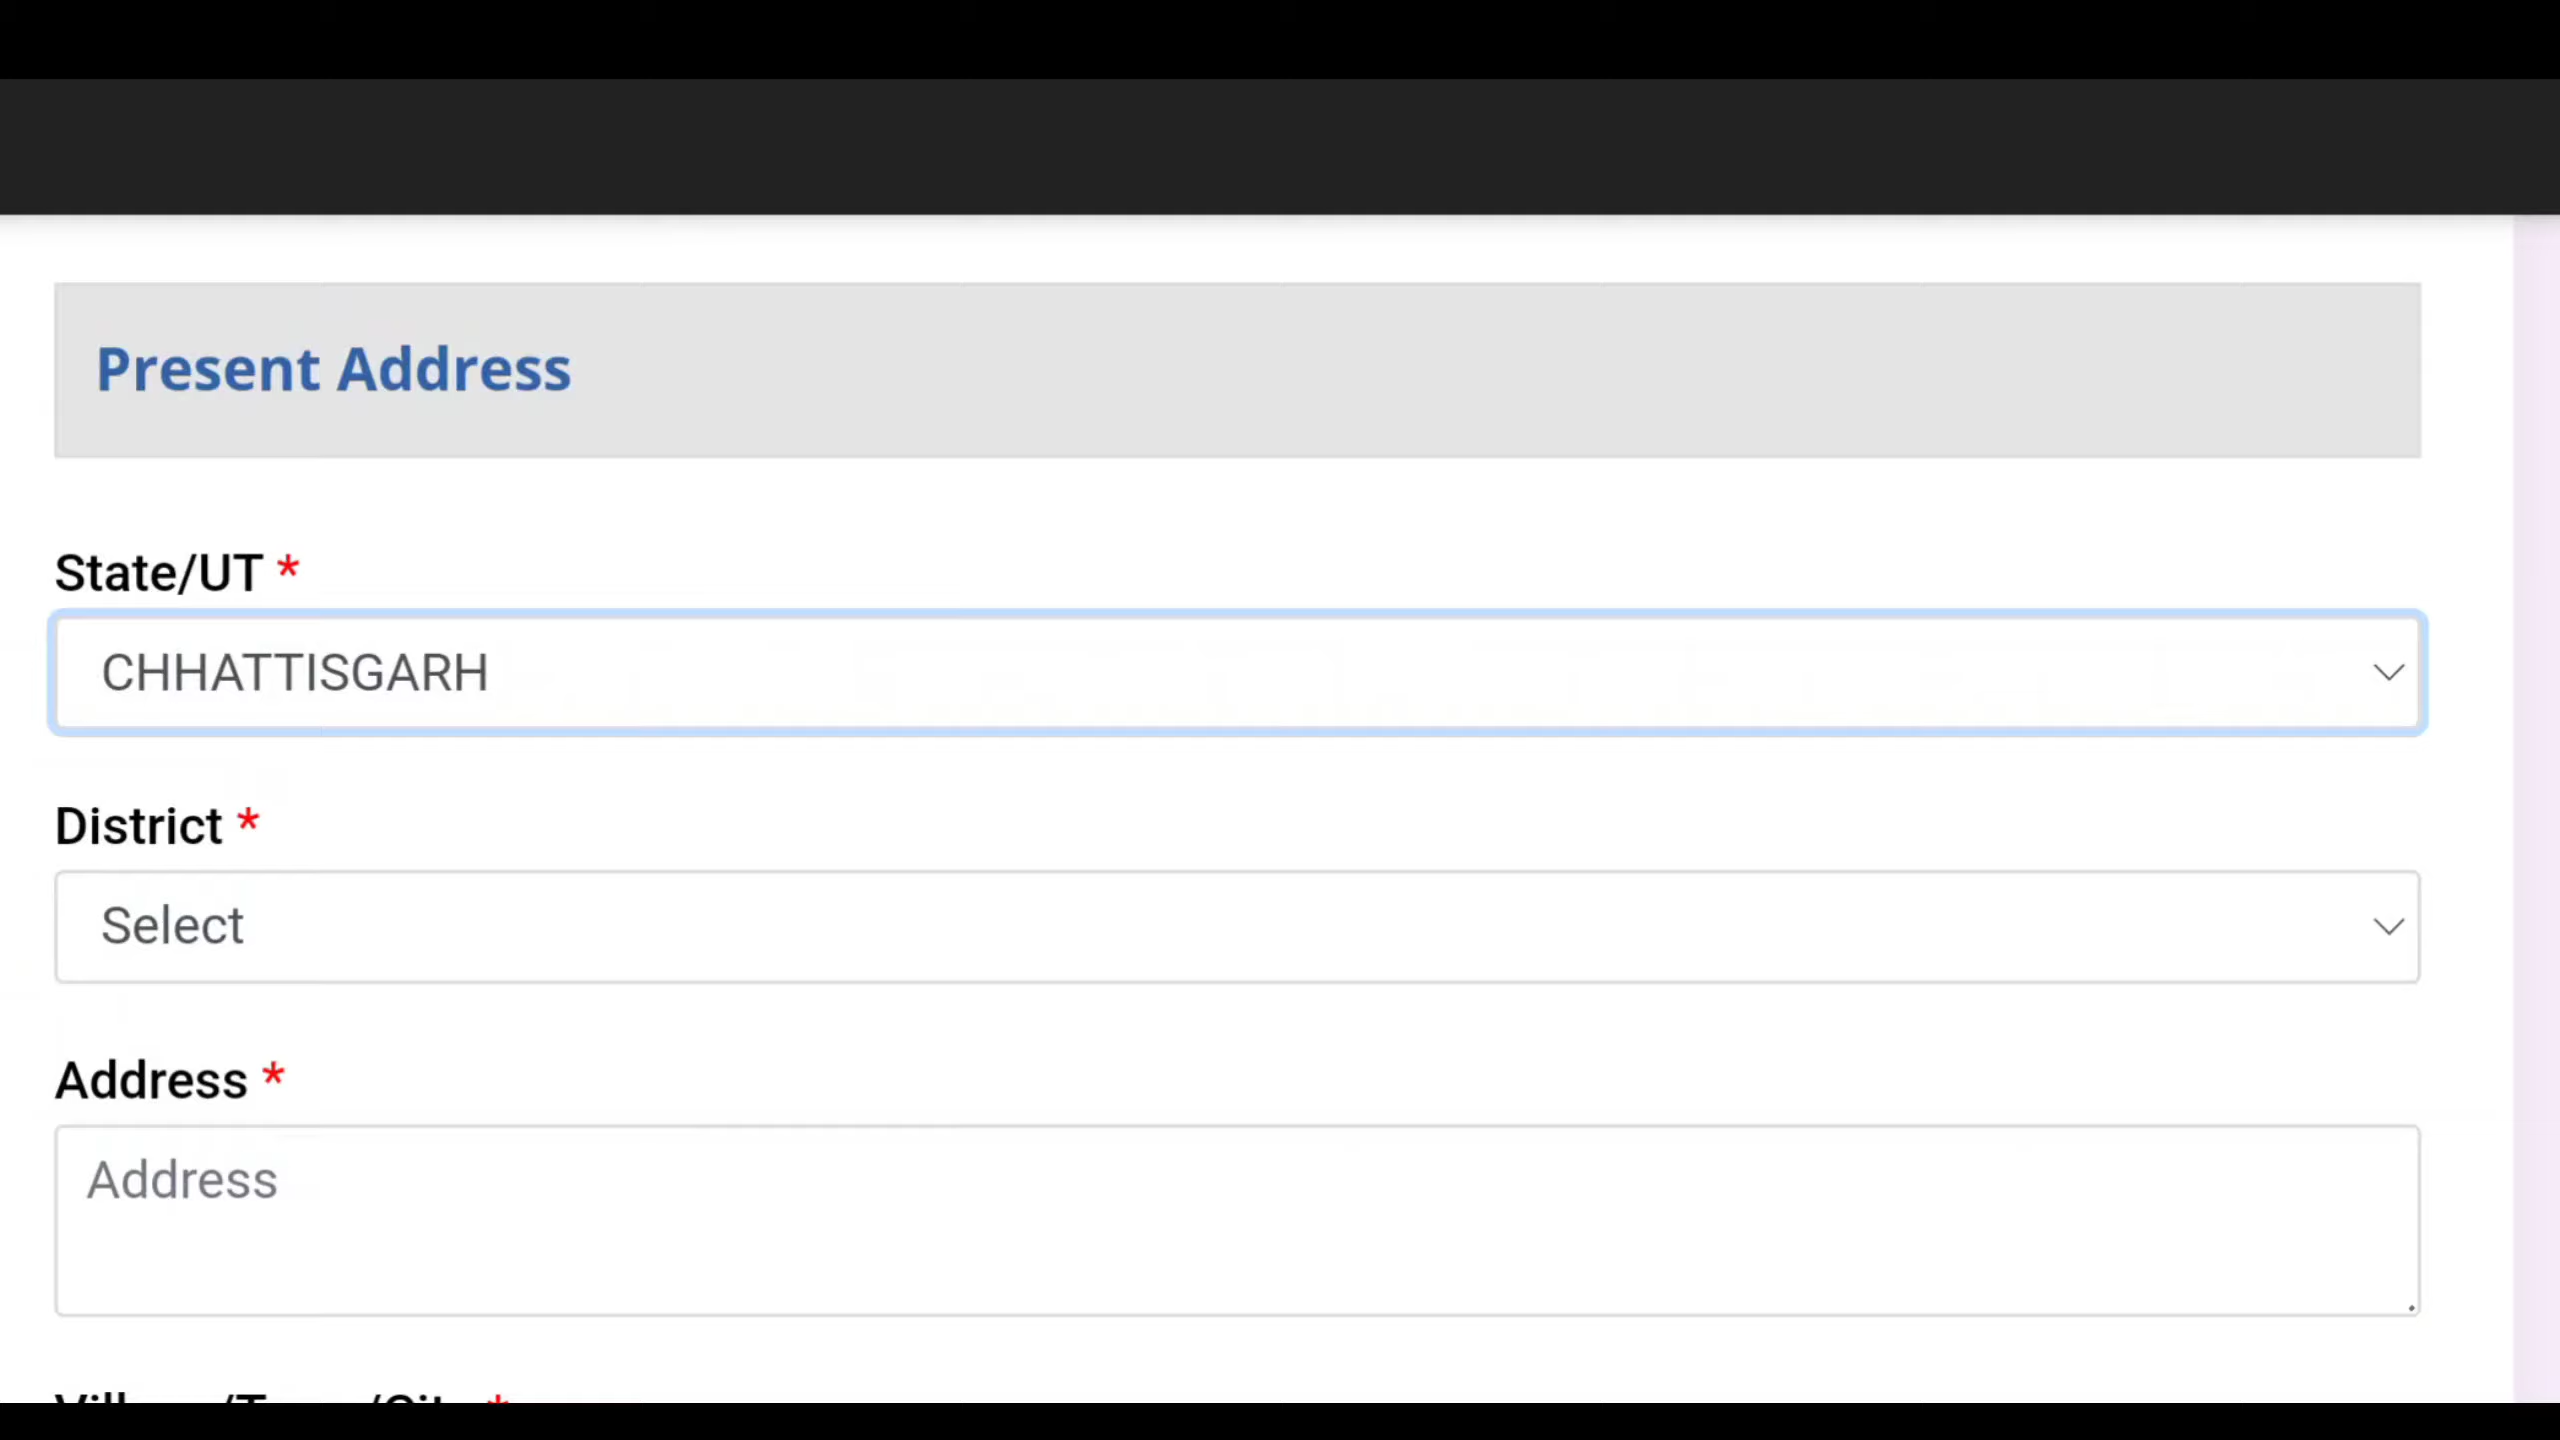 Present Address
State/UT *
CHHATTISGARH
District *
Select
Address *
Address